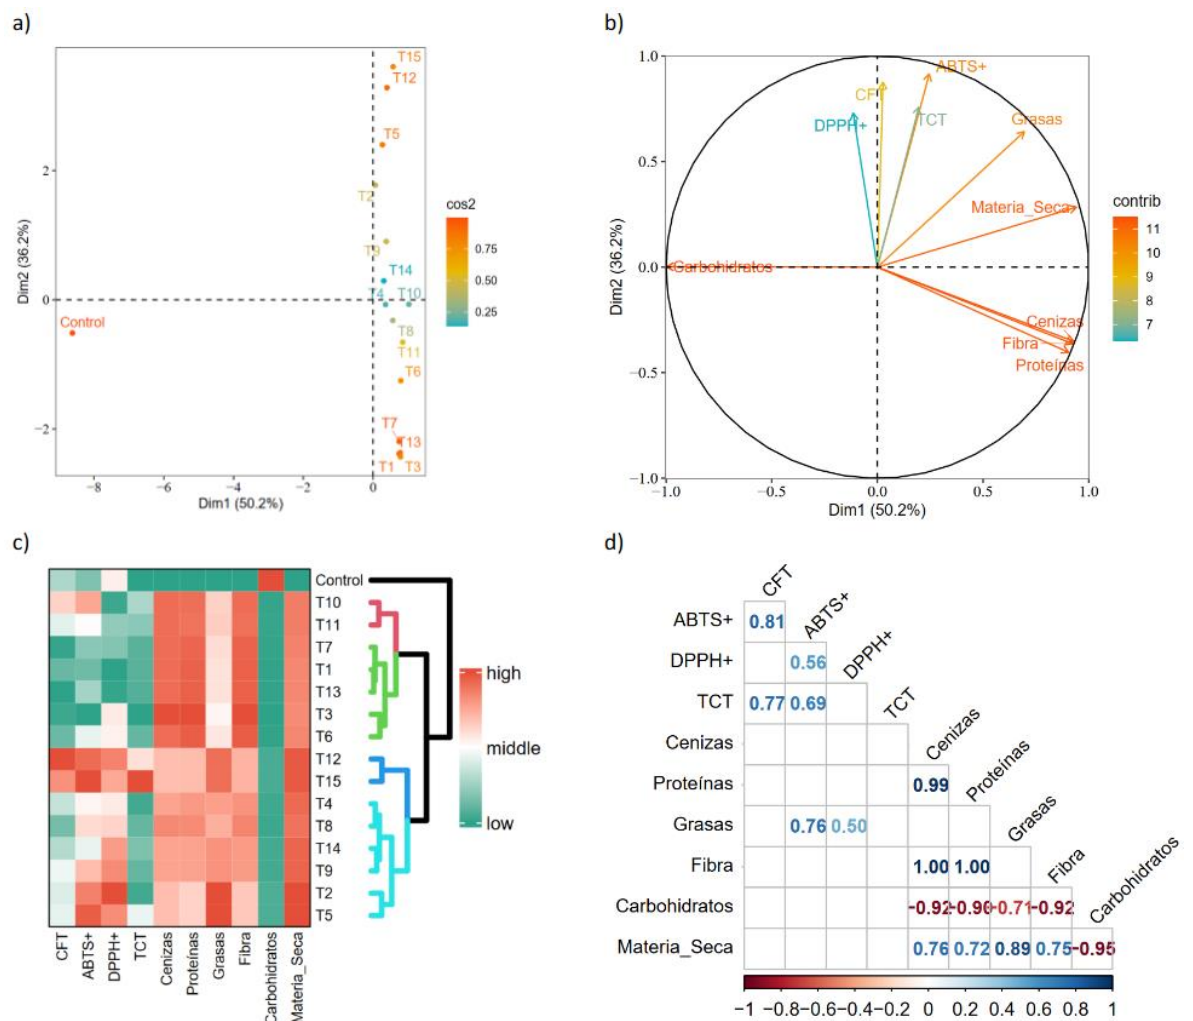 a)
T15
T12
T5
T2
T9
T14
T4 T10
Control
T8
T11
T6
T7
T13
T1 T3
2
0
−2
−8 −6 −4 −2 0
Dim1 (50.2%)
Dim2 (36.2%)
cos2
0.75
0.50
0.25
b)
ABTS+
CFT
DPPH+
TCT
Grasas
Materia_Seca
Carbohidratos
Cenizas
Fibra
Proteínas
1.0
0.5
0.0
−0.5
−1.0
−1.0 −0.5 0.0 0.5 1.0
Dim1 (50.2%)
Dim2 (36.2%)
contrib
11
10
9
8
7
c)
Control
T10
T11
T7
T1
T13
T3
T6
T12
T15
T4
T8
T14
T9
T2
T5
CFT
ABTS+
DPPH+
TCT
Cenizas
Proteínas
Grasas
Fibra
Carbohidratos
Materia_Seca
high
middle
low
d)
CFT
ABTS+
DPPH+
TCT
Cenizas
Proteínas
Grasas
Fibra
Carbohidratos
ABTS+ 0.81
DPPH+ 0.56
TCT 0.77 0.69
Cenizas
Proteínas 0.99
Grasas 0.76 0.50
Fibra 1.00 1.00
Carbohidratos −0.92 −0.90 −0.71 −0.92
Materia_Seca 0.76 0.72 0.89 0.75 −0.95
−1 −0.8 −0.6 −0.4 −0.2 0 0.2 0.4 0.6 0.8 1